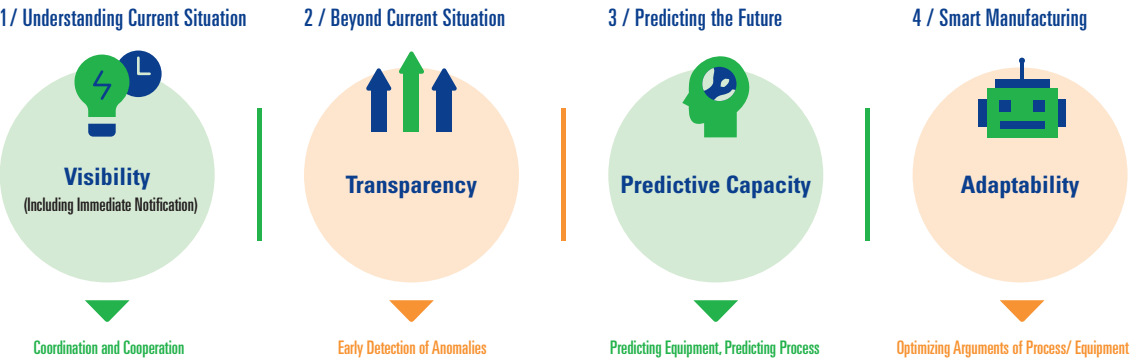 1 / Understanding Current Situation
2 / Beyond Current Situation
3 / Predicting the Future
4 / Smart Manufacturing
Visibility
(Including Immediate Notification)
Transparency
Predictive Capacity
Adaptability
Coordination and Cooperation
Early Detection of Anomalies
Predicting Equipment, Predicting Process
Optimizing Arguments of Process/ Equipment